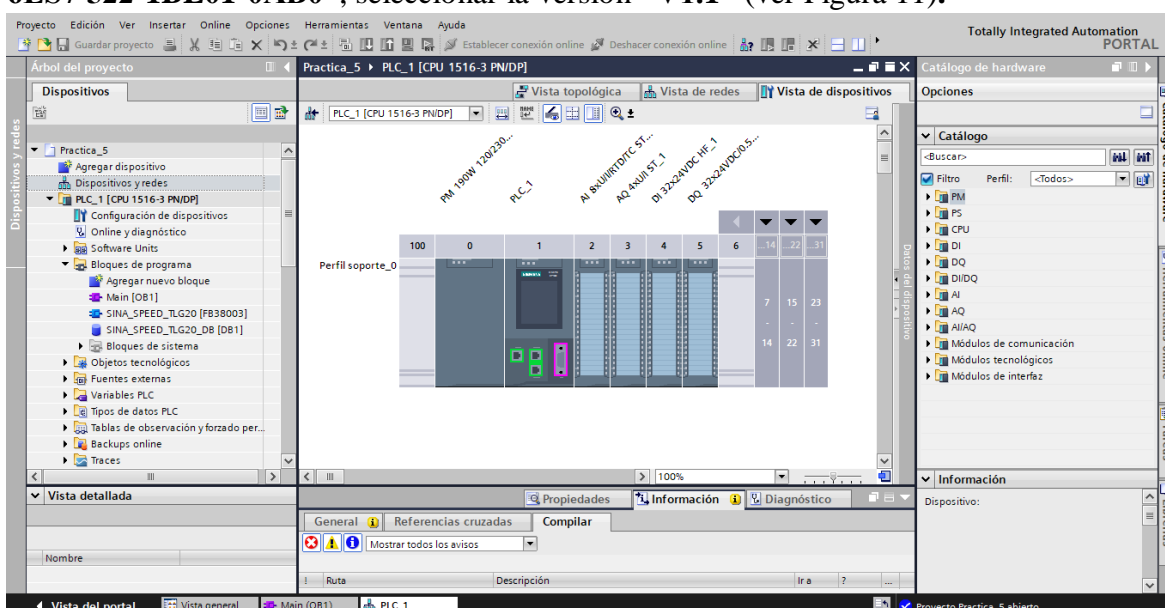 6ES7 522-1BL01-0AB0", seleccionar la versión "V1.1" (ver Figura 11).
Proyecto Edición Ver Insertar Online Opciones Herramientas Ventana Ayuda
Guardar proyecto Establecer conexión online Deshacer conexión online
Totally Integrated Automation
PORTAL
Árbol del proyecto
Practica_5 PLC_1 [CPU 1516-3 PN/DP]
Catálogo de hardware
Dispositivos
Vista topológica Vista de redes Vista de dispositivos
Opciones
PLC_1 [CPU 1516-3 PN/DP]
Dispositivos y redes
Practica_5
Agregar dispositivo
Dispositivos y redes
PLC_1 [CPU 1516-3 PN/DP]
Configuración de dispositivos
Online y diagnóstico
Software Units
Bloques de programa
Agregar nuevo bloque
Main [OB1]
SINA_SPEED_TLG20 [FB38003]
SINA_SPEED_TLG20_DB [DB1]
Bloques de sistema
Objetos tecnológicos
Fuentes externas
Variables PLC
Tipos de datos PLC
Tablas de observación y forzado per...
Backups online
Traces
PM 190W 120/230...
PLC_1
AI 8xU/I/RTD/TC ST...
AQ 4xU/I ST_1
DI 32x24VDC HF_1
DQ 32x24VDC/0.5...
100 0 1 2 3 4 5 6 ...14 ...22 ...31
Perfil soporte_0
SIEMENS
7 15 23
- - -
14 22 31
Datos del dispositivo
100%
Catálogo
<Buscar>
Filtro Perfil: <Todos>
PM
PS
CPU
DI
DQ
DI/DQ
AI
AQ
AI/AQ
Módulos de comunicación
Módulos tecnológicos
Módulos de interfaz
Información
Dispositivo:
Vista detallada
Nombre
Propiedades Información Diagnóstico
General Referencias cruzadas Compilar
Mostrar todos los avisos
! Ruta Descripción Ir a ? ...
Vista del portal Vista general Main (OB1) PLC_1
Proyecto Practica_5 abierto